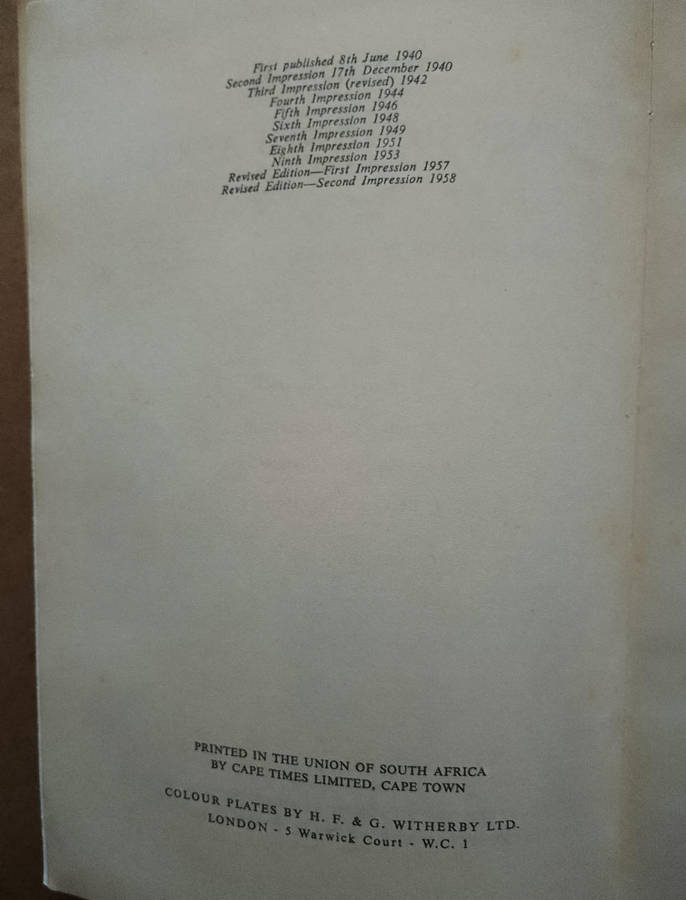 First published 8th June 1940
Second Impression 17th December 1940
Third Impression (revised) 1942
Fourth Impression 1944
Fifth Impression 1946
Sixth Impression 1948
Seventh Impression 1949
Eighth Impression 1951
Ninth Impression 1953
Revised Edition—First Impression 1957
Revised Edition—Second Impression 1958
PRINTED IN THE UNION OF SOUTH AFRICA
BY CAPE TIMES LIMITED, CAPE TOWN
COLOUR PLATES BY H. F. & G. WITHERBY LTD.
LONDON - 5 Warwick Court - W.C. 1